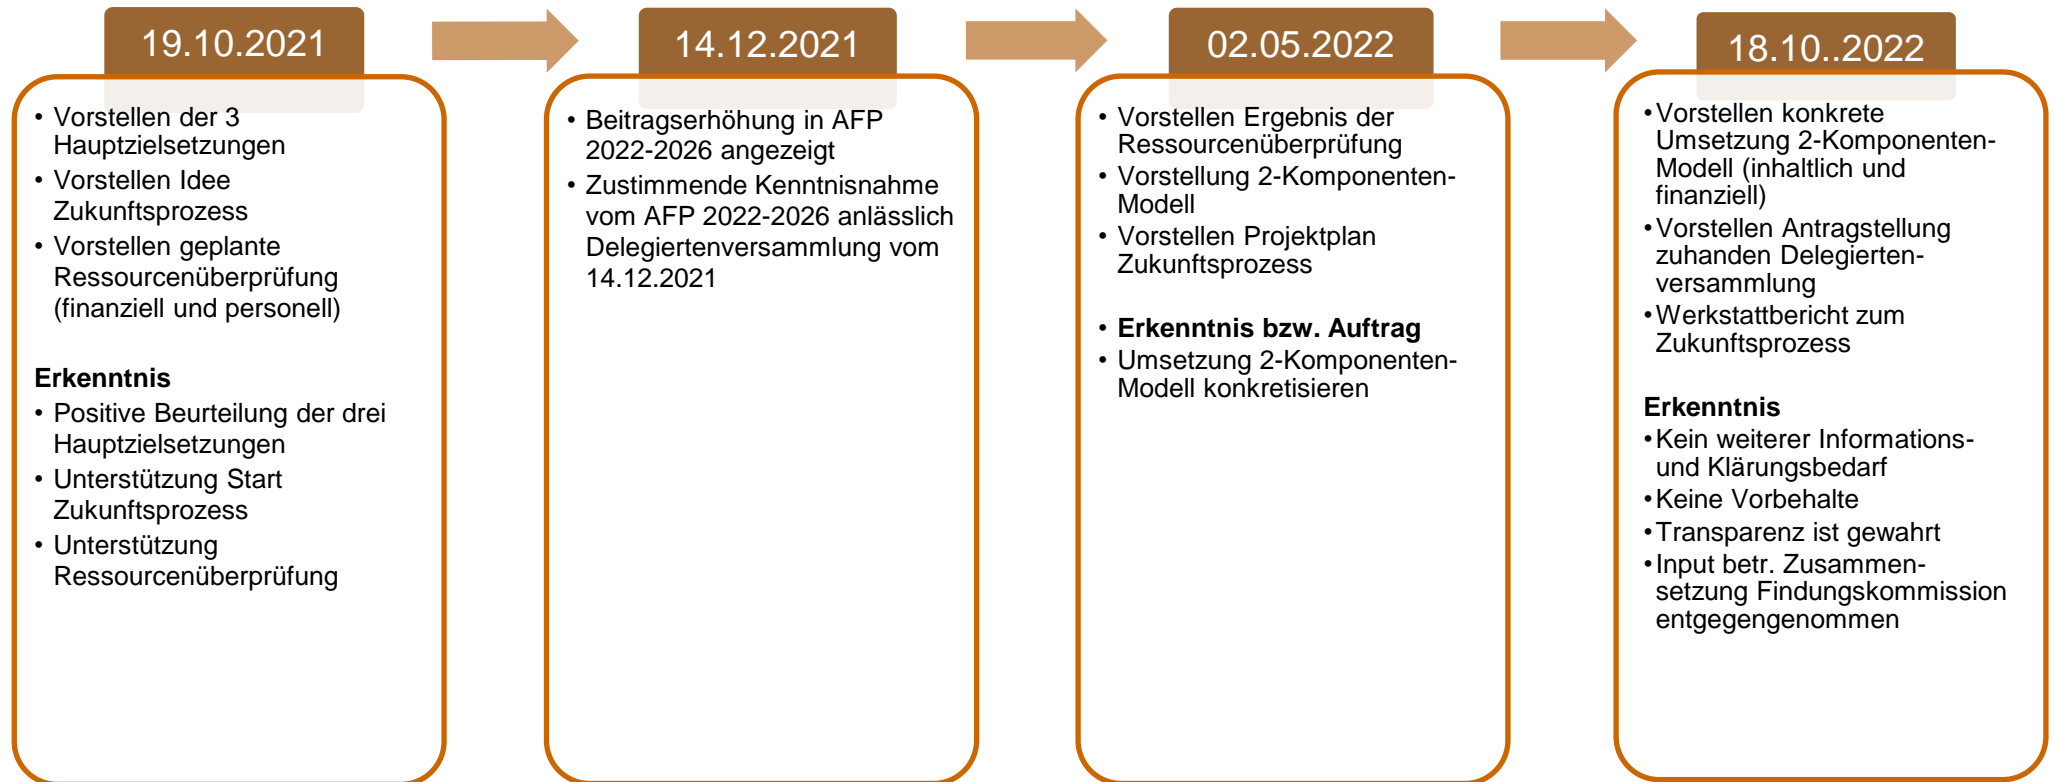 19.10.2021
• Vorstellen der 3
Hauptzielsetzungen
• Vorstellen Idee
Zukunftsprozess
• Vorstellen geplante
Ressourcenüberprüfung
(finanziell und personell)
Erkenntnis
• Positive Beurteilung der drei
Hauptzielsetzungen
• Unterstützung Start
Zukunftsprozess
• Unterstützung
Ressourcenüberprüfung
14.12.2021
• Beitragserhöhung in AFP
2022-2026 angezeigt
• Zustimmende Kenntnisnahme
vom AFP 2022-2026 anlässlich
Delegiertenversammlung vom
14.12.2021
02.05.2022
• Vorstellen Ergebnis der
Ressourcenüberprüfung
• Vorstellung 2-Komponenten-
Modell
• Vorstellen Projektplan
Zukunftsprozess
• Erkenntnis bzw. Auftrag
• Umsetzung 2-Komponenten-
Modell konkretisieren
18.10..2022
• Vorstellen konkrete
Umsetzung 2-Komponenten-
Modell (inhaltlich und
finanziell)
• Vorstellen Antragstellung
zuhanden Delegierten-
versammlung
• Werkstattbericht zum
Zukunftsprozess
Erkenntnis
• Kein weiterer Informations-
und Klärungsbedarf
• Keine Vorbehalte
• Transparenz ist gewahrt
• Input betr. Zusammen-
setzung Findungskommission
entgegengenommen